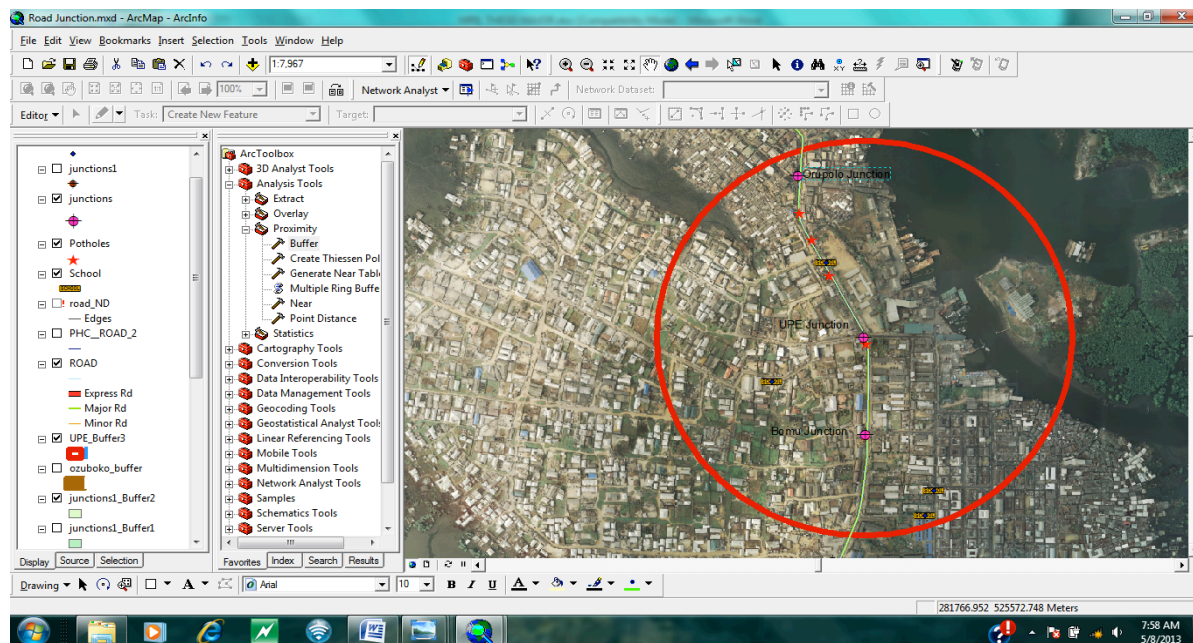 Road Junction.mxd - ArcMap - ArcInfo
File Edit View Bookmarks Insert Selection Tools Window Help
1:7,967
100% Network Analyst Network Dataset:
Editor Task: Create New Feature Target:
junctions1
junctions
Potholes
School
road_ND
Edges
PHC__ROAD_2
ROAD
Express Rd
Major Rd
Minor Rd
UPE_Buffer3
ozuboko_buffer
junctions1_Buffer2
junctions1_Buffer1
Display Source Selection
ArcToolbox
3D Analyst Tools
Analysis Tools
Extract
Overlay
Proximity
Buffer
Create Thiessen Pol
Generate Near Table
Multiple Ring Buffe
Near
Point Distance
Statistics
Cartography Tools
Conversion Tools
Data Interoperability Tools
Data Management Tools
Geocoding Tools
Geostatistical Analyst Tools
Linear Referencing Tools
Mobile Tools
Multidimension Tools
Network Analyst Tools
Samples
Schematics Tools
Server Tools
Favorites Index Search Results
Orupolo Junction
UPE Junction
Bomu Junction
Drawing A Arial 10 B I U A
281766.952 525572.748 Meters
7:58 AM
5/8/2013